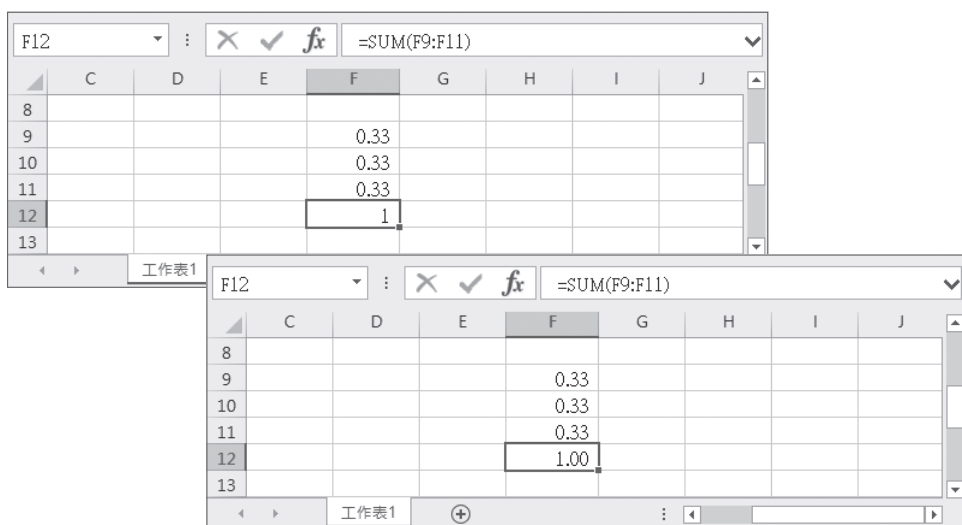 F12 fx =SUM(F9:F11)
C D E F G H I J
8
9 0.33
10 0.33
11 0.33
12 1
13
工作表1
F12 fx =SUM(F9:F11)
C D E F G H I J
8
9 0.33
10 0.33
11 0.33
12 1.00
13
工作表1